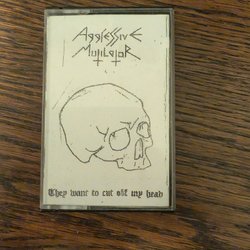 AGGRESSIVE
MUTILATOR
They want to cut off my head